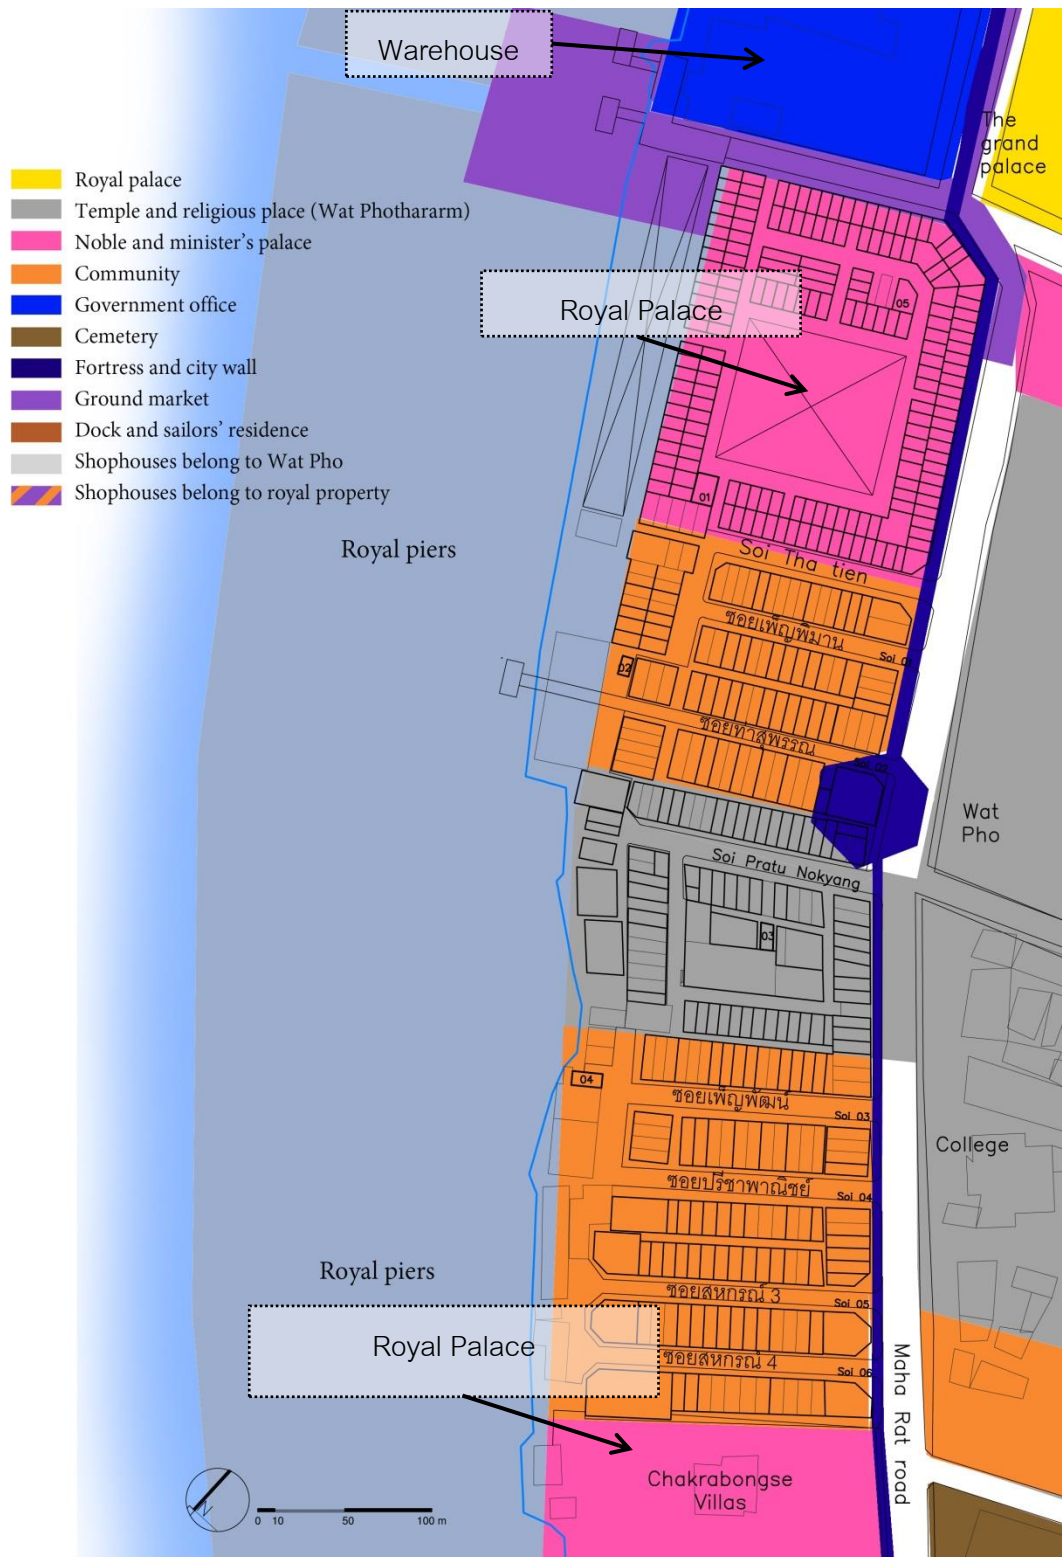 Warehouse
The
grand
palace
Royal palace
Temple and religious place (Wat Phothararm)
Noble and minister's palace
Community
Government office
Cemetery
Fortress and city wall
Ground market
Dock and sailors' residence
Shophouses belong to Wat Pho
Shophouses belong to royal property
05
Royal Palace
01
Royal piers
Soi Tha tien
ซอยเพ็ญพิมาน
Soi 01
02
ซอยท่าสุพรรณ
Soi 02
Wat
Pho
Soi Pratu Nokyang
03
04
ซอยเพ็ญพัฒน์
Soi 03
College
ซอยปรีชาพาณิชย์
Soi 04
Royal piers
ซอยสหกรณ์ 3
Soi 05
Royal Palace
ซอยสหกรณ์ 4
Soi 06
Maha Rat road
Chakrabongse
Villas
N
0 10 50 100 m